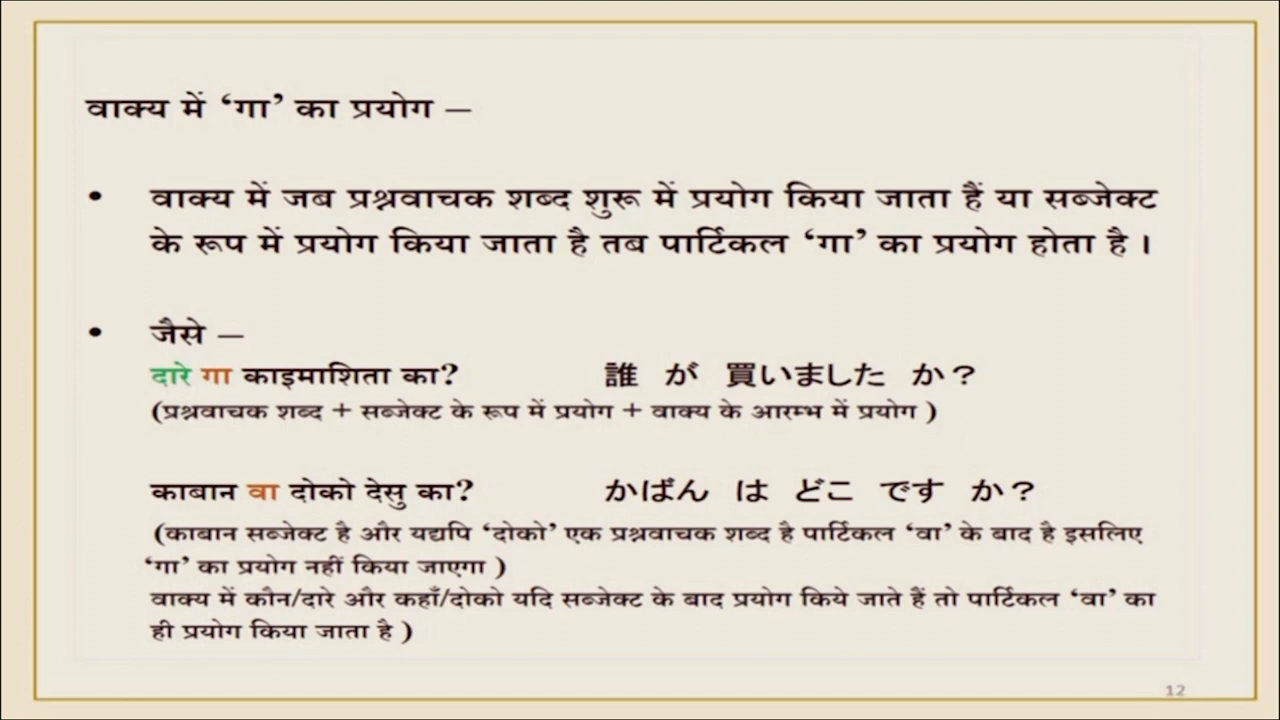 वाक्य में ‘गा’ का प्रयोग –
• वाक्य में जब प्रश्नवाचक शब्द शुरू में प्रयोग किया जाता हैं या सब्जेक्ट
के रूप में प्रयोग किया जाता है तब पार्टिकल ‘गा’ का प्रयोग होता है ।
• जैसे –
दारे गा काइमाशिता का? 誰 が 買いました か？
(प्रश्नवाचक शब्द + सब्जेक्ट के रूप में प्रयोग + वाक्य के आरम्भ में प्रयोग )
काबान वा दोको देसु का? かばん は どこ です か？
(काबान सब्जेक्ट है और यद्यपि ‘दोको’ एक प्रश्नवाचक शब्द है पार्टिकल ‘वा’ के बाद है इसलिए
‘गा’ का प्रयोग नहीं किया जाएगा )
वाक्य में कौन/दारे और कहाँ/दोको यदि सब्जेक्ट के बाद प्रयोग किये जाते हैं तो पार्टिकल ‘वा’ का
ही प्रयोग किया जाता है )
12